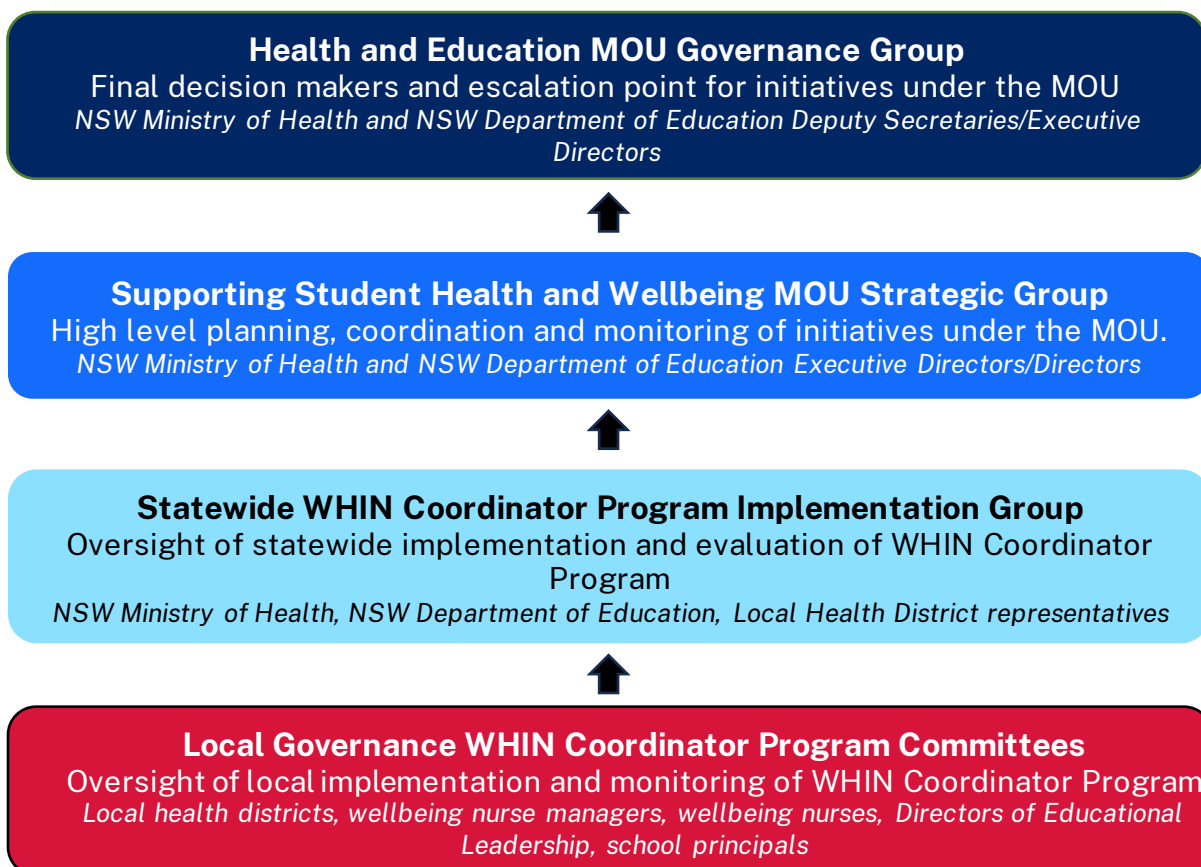 Health and Education MOU Governance Group
Final decision makers and escalation point for initiatives under the MOU
NSW Ministry of Health and NSW Department of Education Deputy Secretaries/Executive
Directors
Supporting Student Health and Wellbeing MOU Strategic Group
High level planning, coordination and monitoring of initiatives under the MOU.
NSW Ministry of Health and NSW Department of Education Executive Directors/Directors
Statewide WHIN Coordinator Program Implementation Group
Oversight of statewide implementation and evaluation of WHIN Coordinator
Program
NSW Ministry of Health, NSW Department of Education, Local Health District representatives
Local Governance WHIN Coordinator Program Committees
Oversight of local implementation and monitoring of WHIN Coordinator Program
Local health districts, wellbeing nurse managers, wellbeing nurses, Directors of Educational
Leadership, school principals